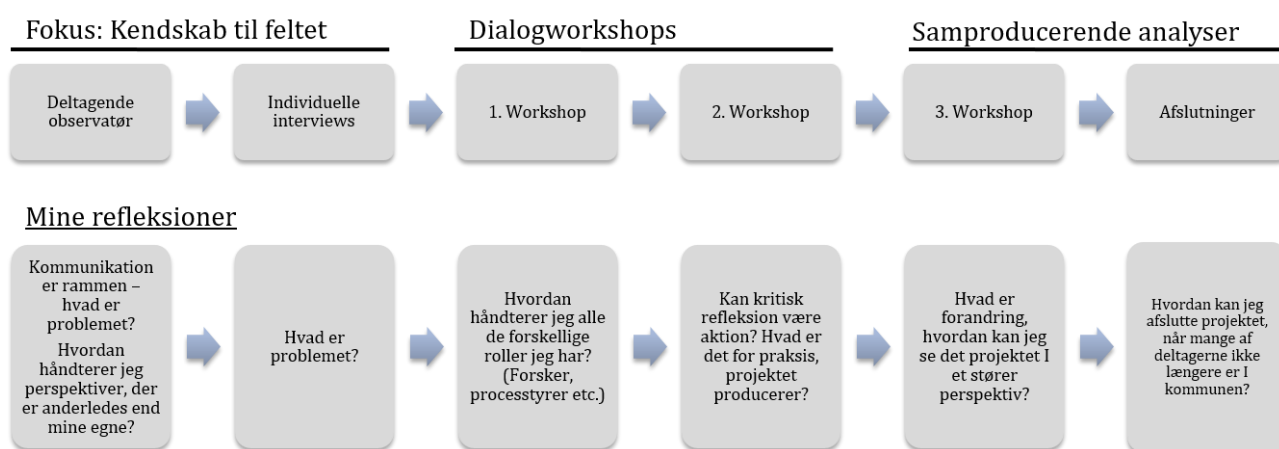 Fokus: Kendskab til feltet
Dialogworkshops
Samproducerende analyser
Deltagende
observatør
Individuelle
interviews
1. Workshop
2. Workshop
3. Workshop
Afslutninger
Mine refleksioner
Kommunikation
er rammen –
hvad er
problemet?
Hvordan
håndterer jeg
perspektiver, der
er anderledes end
mine egne?
Hvad er
problemet?
Hvordan
håndterer jeg alle
de forskellige
roller jeg har?
(Forsker,
processtyrer etc.)
Kan kritisk
refleksion være
aktion? Hvad er
det for praksis,
projektet
producerer?
Hvad er
forandring,
hvordan kan jeg
se det projektet I
et større
perspektiv?
Hvordan kan jeg
afslutte projektet,
når mange af
deltagerne ikke
længere er I
kommunen?